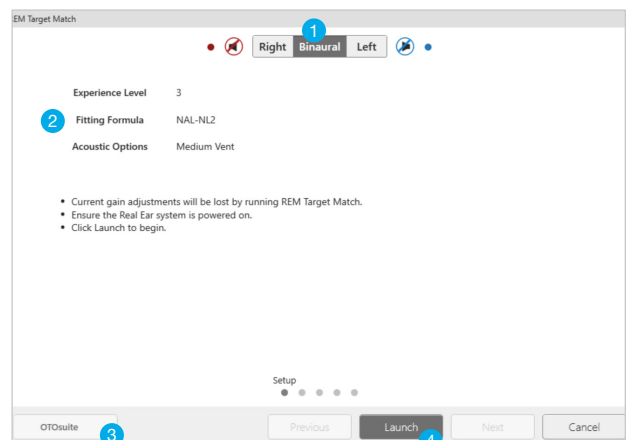 EM Target Match
1
Right Binaural Left
Experience Level 3
2 Fitting Formula NAL-NL2
Acoustic Options Medium Vent
• Current gain adjustments will be lost by running REM Target Match.
• Ensure the Real Ear system is powered on.
• Click Launch to begin.
Setup
OTOsuite 3 Previous Launch 4 Next Cancel